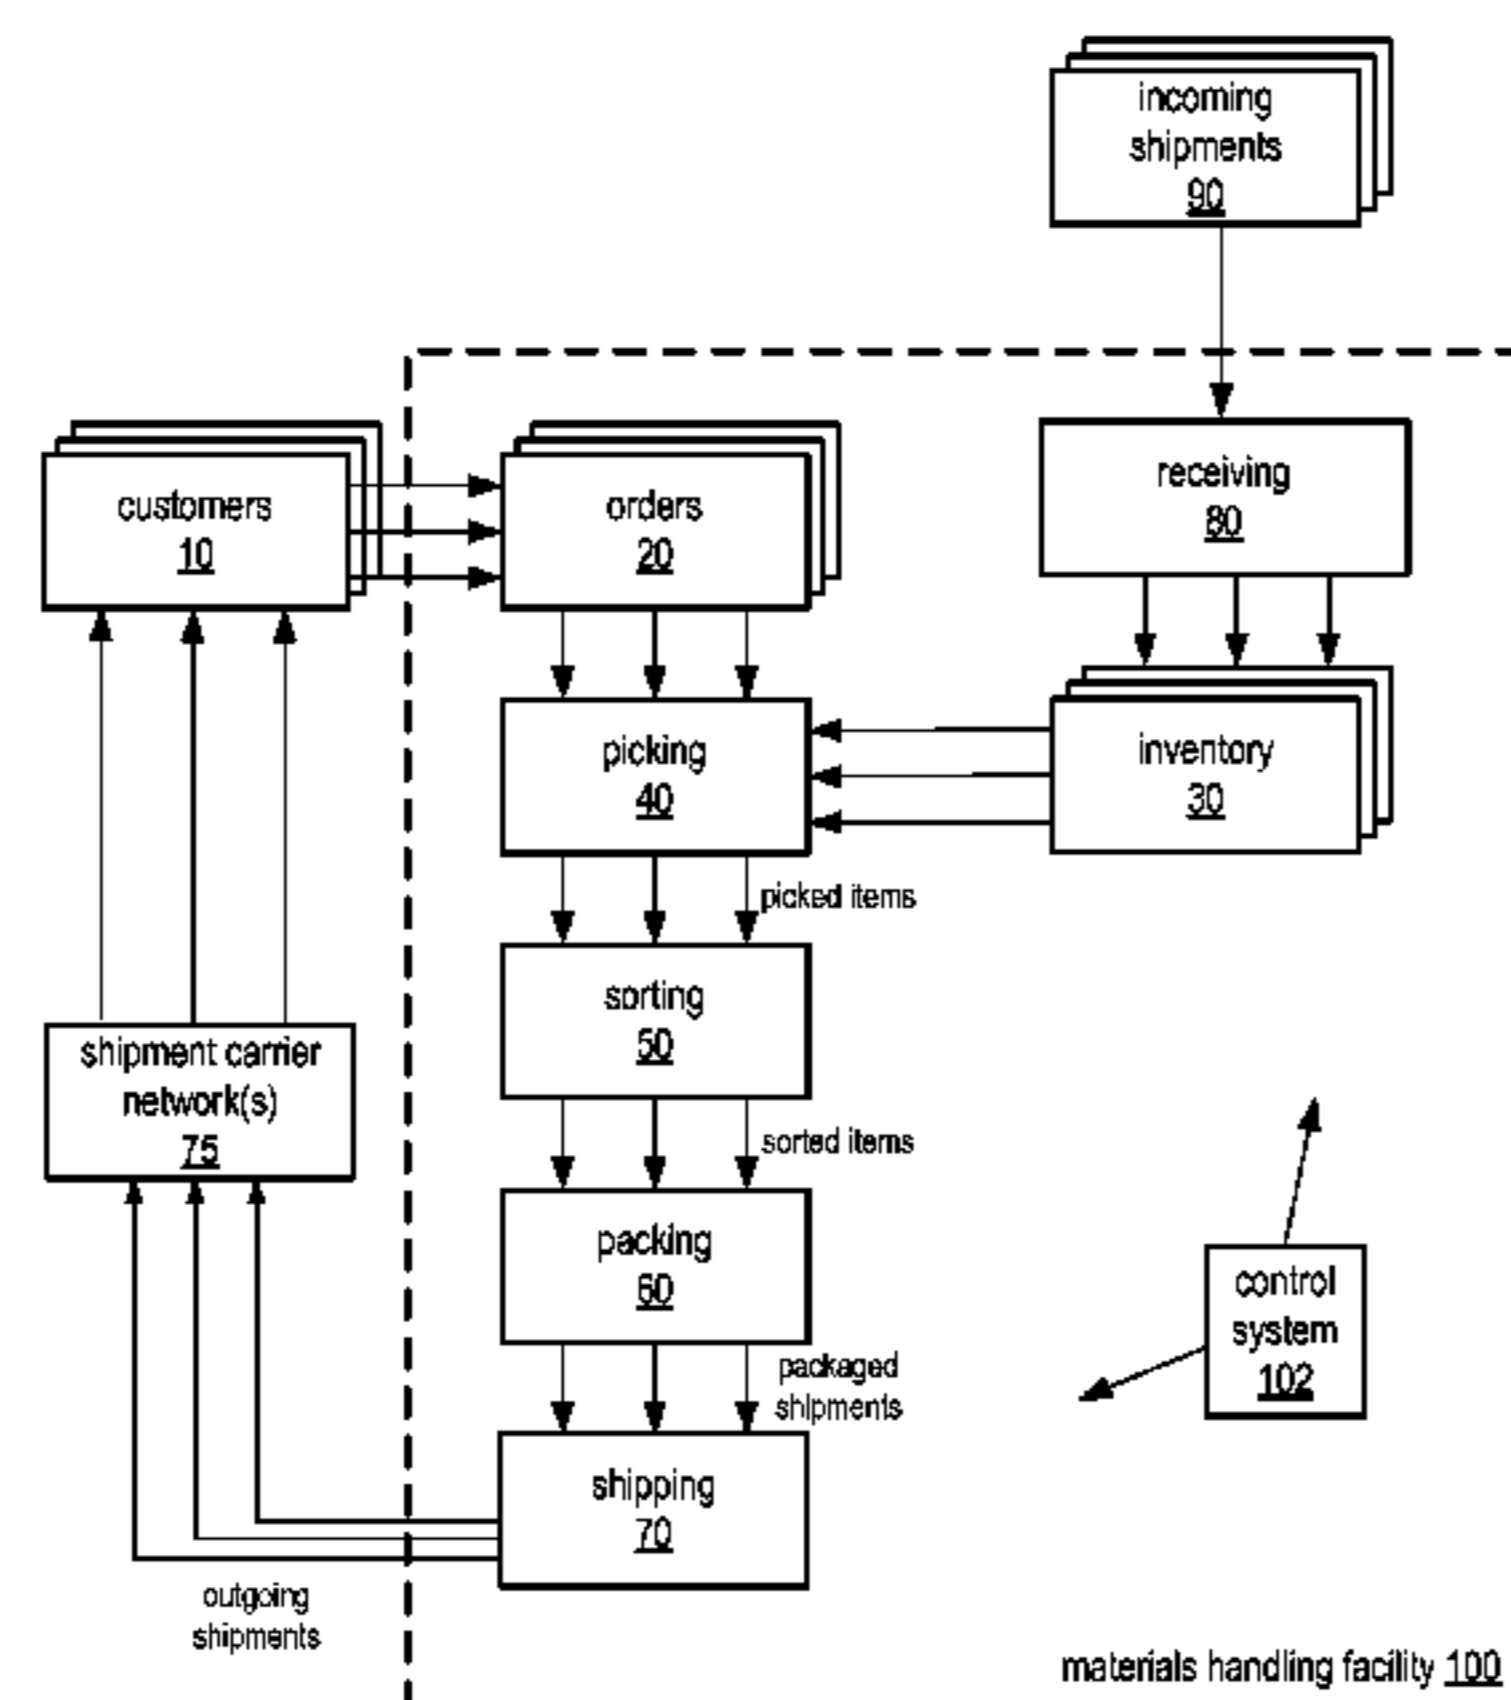 incoming
shipments
90
customers
10
orders
20
receiving
80
picking
40
inventory
30
picked items
sorting
50
shipment carrier
network(s)
75
sorted items
packing
60
control
system
102
packaged
shipments
shipping
70
outgoing
shipments
materials handling facility 100